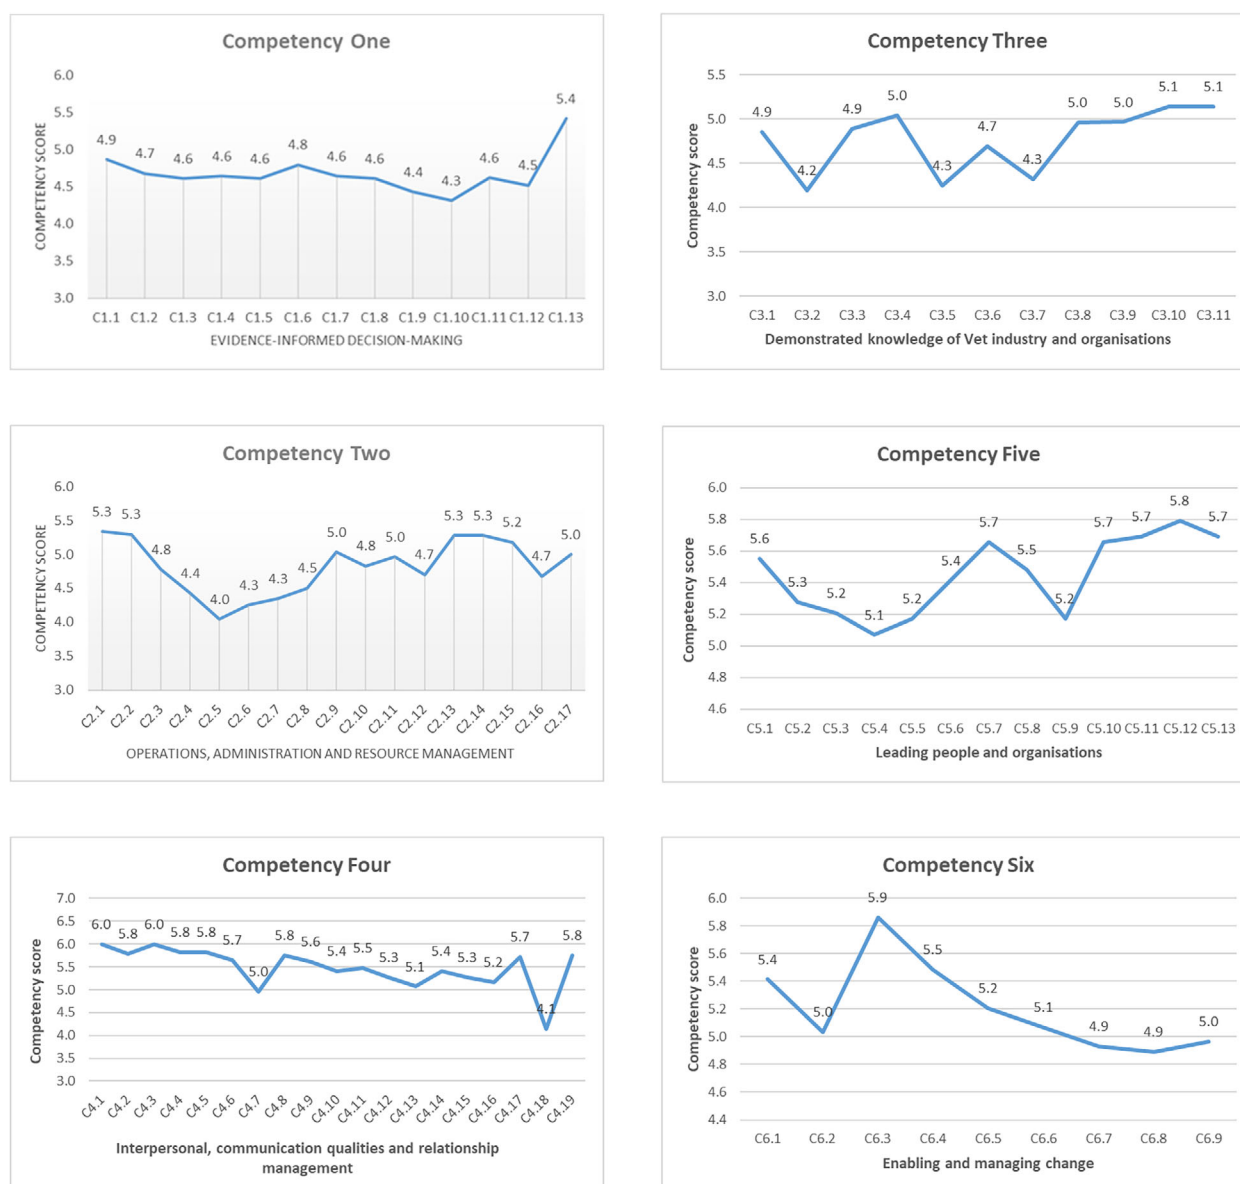 Competency One
COMPETENCY SCORE
6.0
5.5
5.0
4.5
4.0
3.5
3.0
4.9 4.7 4.6 4.6 4.6 4.8 4.6 4.6 4.4 4.3 4.6 4.5 5.4
C1.1 C1.2 C1.3 C1.4 C1.5 C1.6 C1.7 C1.8 C1.9 C1.10 C1.11 C1.12 C1.13
EVIDENCE-INFORMED DECISION-MAKING
Competency Three
Competency score
5.5
5.0
4.5
4.0
3.5
3.0
4.9 4.2 4.9 5.0 4.3 4.7 4.3 5.0 5.0 5.1 5.1
C3.1 C3.2 C3.3 C3.4 C3.5 C3.6 C3.7 C3.8 C3.9 C3.10 C3.11
Demonstrated knowledge of Vet industry and organisations
Competency Two
COMPETENCY SCORE
6.0
5.5
5.0
4.5
4.0
3.5
3.0
5.3 5.3 4.8 4.4 4.0 4.3 4.3 4.5 5.0 4.8 5.0 4.7 5.3 5.3 5.2 4.7 5.0
C2.1 C2.2 C2.3 C2.4 C2.5 C2.6 C2.7 C2.8 C2.9 C2.10 C2.11 C2.12 C2.13 C2.14 C2.15 C2.16 C2.17
OPERATIONS, ADMINISTRATION AND RESOURCE MANAGEMENT
Competency Five
Competency score
6.0
5.8
5.6
5.4
5.2
5.0
4.8
4.6
5.6 5.3 5.2 5.1 5.2 5.4 5.7 5.5 5.2 5.7 5.7 5.8 5.7
C5.1 C5.2 C5.3 C5.4 C5.5 C5.6 C5.7 C5.8 C5.9 C5.10 C5.11 C5.12 C5.13
Leading people and organisations
Competency Four
Competency score
7.0
6.5
6.0
5.5
5.0
4.5
4.0
3.5
3.0
6.0 5.8 6.0 5.8 5.8 5.7 5.0 5.8 5.6 5.4 5.5 5.3 5.1 5.4 5.3 5.2 5.7 4.1 5.8
C4.1 C4.2 C4.3 C4.4 C4.5 C4.6 C4.7 C4.8 C4.9 C4.10 C4.11 C4.12 C4.13 C4.14 C4.15 C4.16 C4.17 C4.18 C4.19
Interpersonal, communication qualities and relationship
management
Competency Six
Competency score
6.0
5.8
5.6
5.4
5.2
5.0
4.8
4.6
4.4
5.4 5.0 5.9 5.5 5.2 5.1 4.9 4.9 5.0
C6.1 C6.2 C6.3 C6.4 C6.5 C6.6 C6.7 C6.8 C6.9
Enabling and managing change